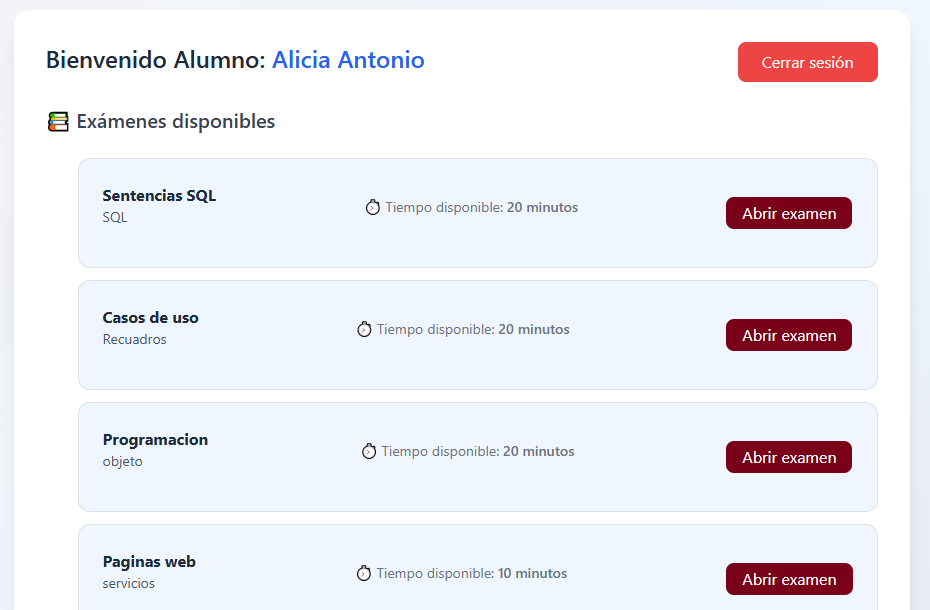 Bienvenido Alumno: Alicia Antonio
Cerrar sesión
Exámenes disponibles
Sentencias SQL
SQL
Tiempo disponible: 20 minutos
Abrir examen
Casos de uso
Recuadros
Tiempo disponible: 20 minutos
Abrir examen
Programacion
objeto
Tiempo disponible: 20 minutos
Abrir examen
Paginas web
servicios
Tiempo disponible: 10 minutos
Abrir examen